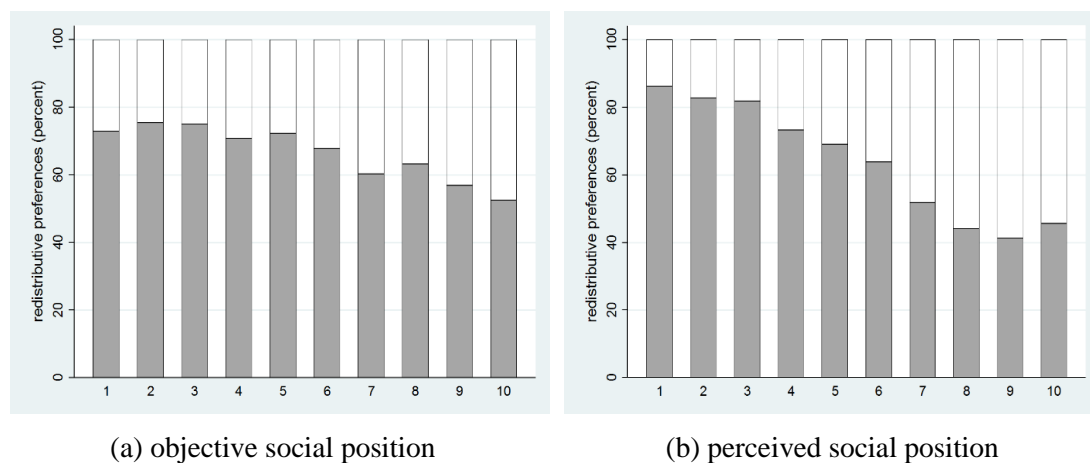 redistributive preferences (percent)
100
80
60
40
20
0
1 2 3 4 5 6 7 8 9 10
(a) objective social position
redistributive preferences (percent)
100
80
60
40
20
0
1 2 3 4 5 6 7 8 9 10
(b) perceived social position